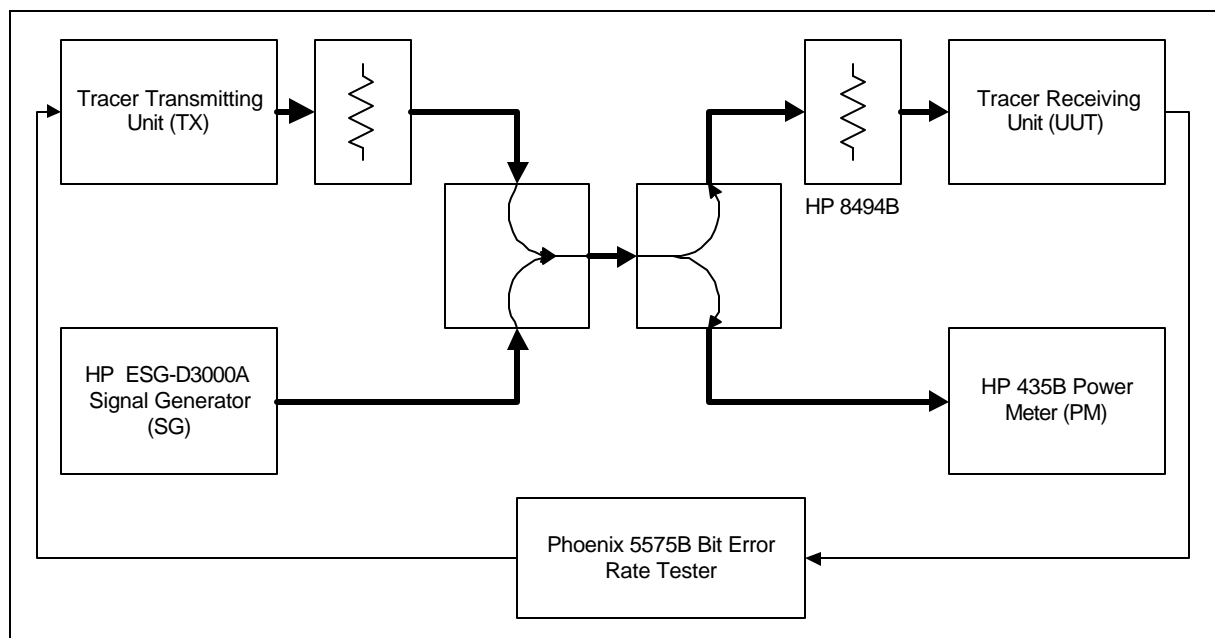 Tracer Transmitting
Unit (TX)
Tracer Receiving
Unit (UUT)
HP 8494B
HP ESG-D3000A
Signal Generator
(SG)
HP 435B Power
Meter (PM)
Phoenix 5575B Bit Error
Rate Tester